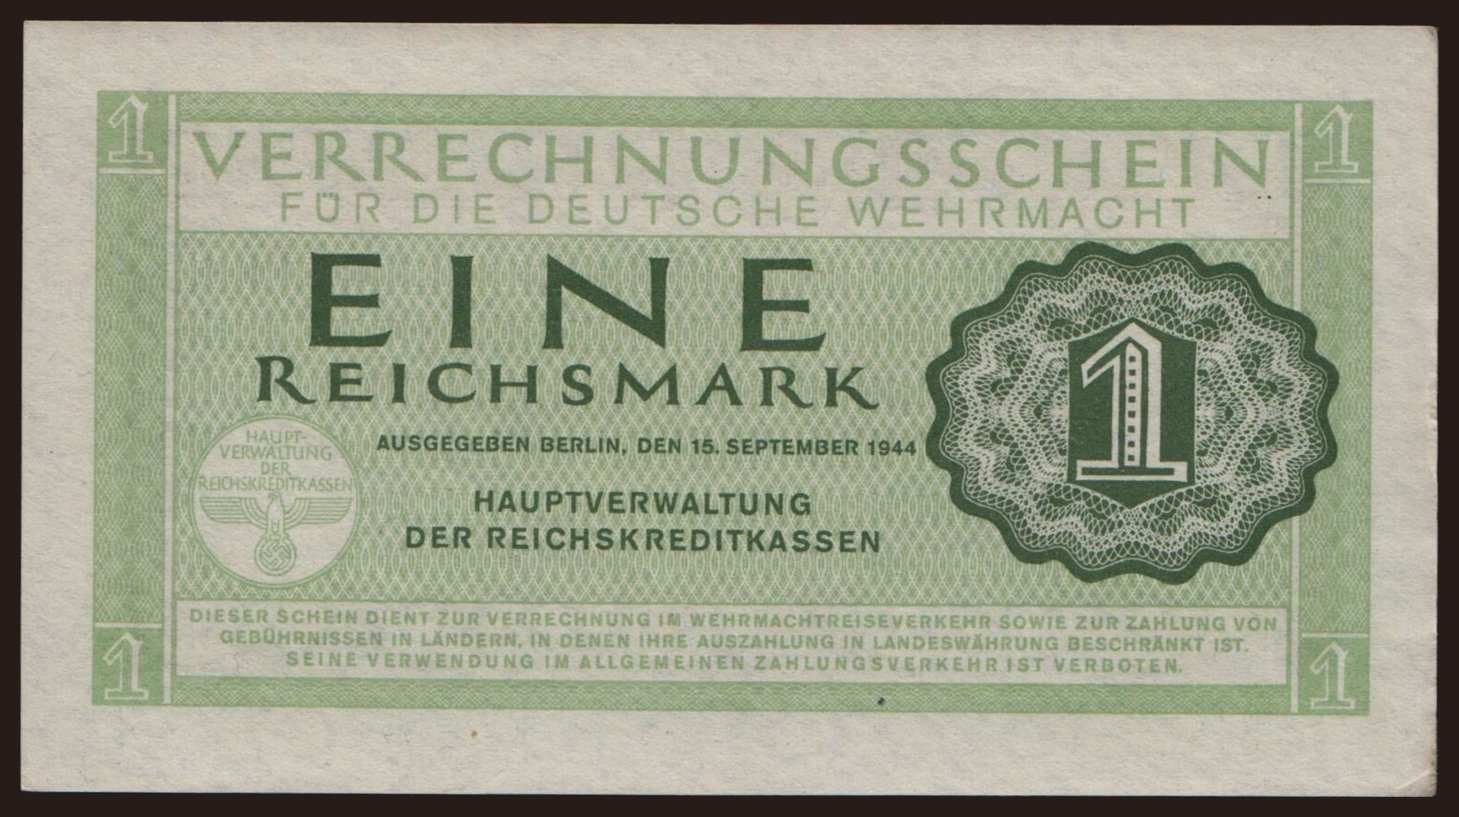 1 1
VERRECHNUNGSSCHEIN
FÜR DIE DEUTSCHE WEHRMACHT
EINE
REICHSMARK
1
AUSGEGEBEN BERLIN, DEN 15. SEPTEMBER 1944
HAUPT-
VERWALTUNG
DER
REICHSKREDITKASSEN
HAUPTVERWALTUNG
DER REICHSKREDITKASSEN
DIESER SCHEIN DIENT ZUR VERRECHNUNG IM WEHRMACHTREISEVERKEHR SOWIE ZUR ZAHLUNG VON
GEBÜHRNISSEN IN LÄNDERN, IN DENEN IHRE AUSZAHLUNG IN LANDESWÄHRUNG BESCHRÄNKT IST.
SEINE VERWENDUNG IM ALLGEMEINEN ZAHLUNGSVERKEHR IST VERBOTEN.
1 1